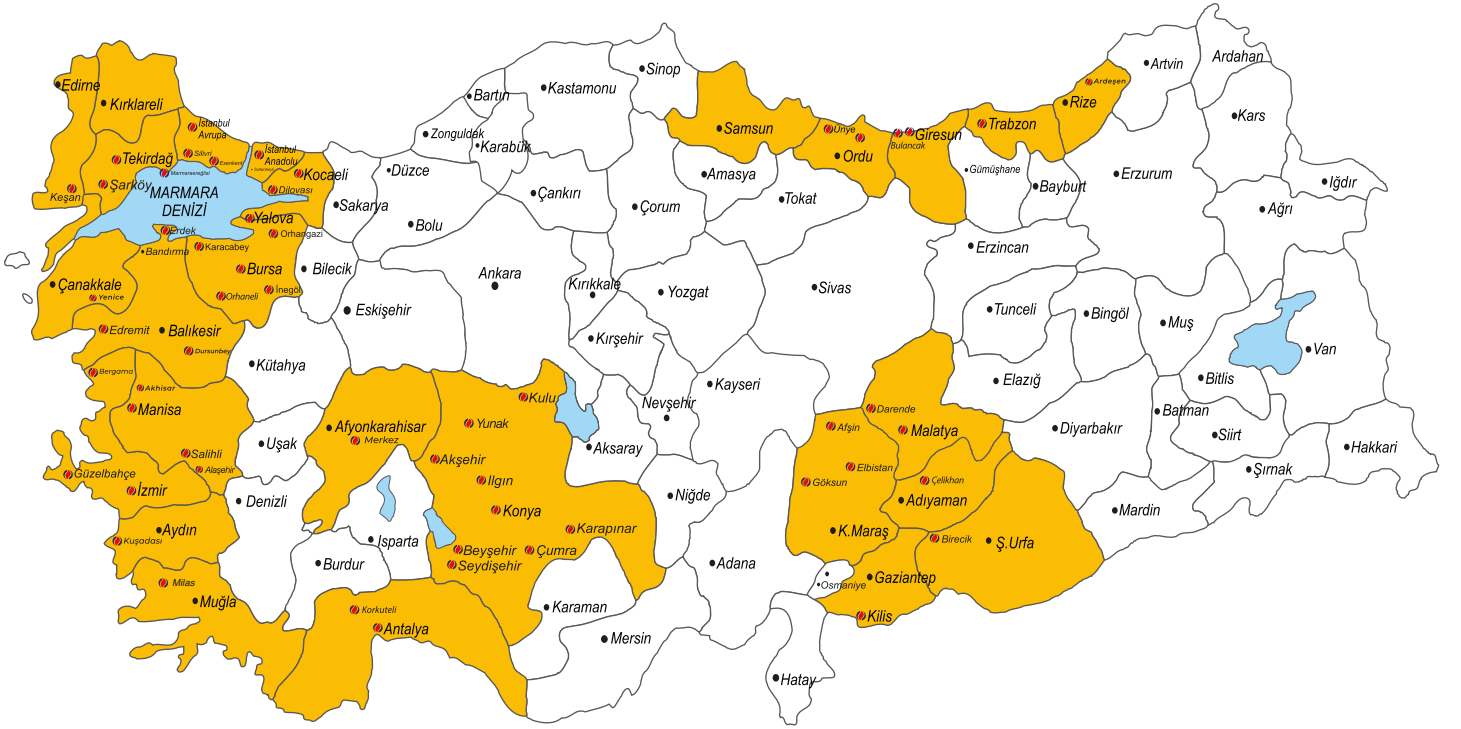 Edirne
Kırklareli
İstanbul
Avrupa
Tekirdağ
Silivri
Esenkent
İstanbul
Anadolu
Kocaeli
Dilovası
Marmaraereğlisi
Şarköy
Keşan
MARMARA
DENİZİ
Yalova
Erdek
Orhangazi
Bandırma
Karacabey
Çanakkale
Yenice
Bursa
İnegöl
Orhaneli
Edremit
Balıkesir
Dursunbey
Bergama
Akhisar
Manisa
Salihli
Alaşehir
Güzelbahçe
İzmir
Aydın
Kuşadası
Milas
Muğla
Sakarya
Düzce
Bolu
Zonguldak
Bartın
Karabük
Kastamonu
Sinop
Çankırı
Çorum
Bilecik
Eskişehir
Kütahya
Uşak
Denizli
Afyonkarahisar
Merkez
Isparta
Burdur
Korkuteli
Antalya
Ankara
Kırıkkale
Kırşehir
Yozgat
Kulu
Yunak
Akşehir
Ilgın
Konya
Karapınar
Beyşehir
Çumra
Seydişehir
Karaman
Mersin
Aksaray
Nevşehir
Kayseri
Niğde
Adana
Osmaniye
Hatay
Samsun
Amasya
Tokat
Sivas
Ünye
Ordu
Giresun
Bulancak
Trabzon
Rize
Ardeşen
Artvin
Ardahan
Kars
Gümüşhane
Bayburt
Erzurum
Iğdır
Ağrı
Erzincan
Tunceli
Bingöl
Muş
Van
Bitlis
Elazığ
Darende
Malatya
Afşin
Elbistan
Göksun
K.Maraş
Çelikhan
Adıyaman
Birecik
Ş.Urfa
Gaziantep
Kilis
Diyarbakır
Batman
Siirt
Şırnak
Hakkari
Mardin